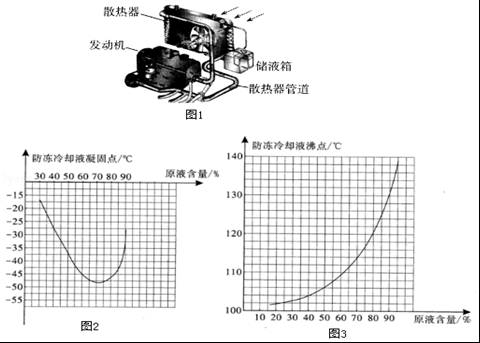 散热器
发动机
储液箱
散热器管道
图1
防冻冷却液凝固点/℃
30 40 50 60 70 80 90
原液含量/%
-15
-20
-25
-30
-35
-40
-45
-50
-55
图2
防冻冷却液沸点/℃
140
130
120
110
100
10 20 30 40 50 60 70 80 90
原液含量/%
图3